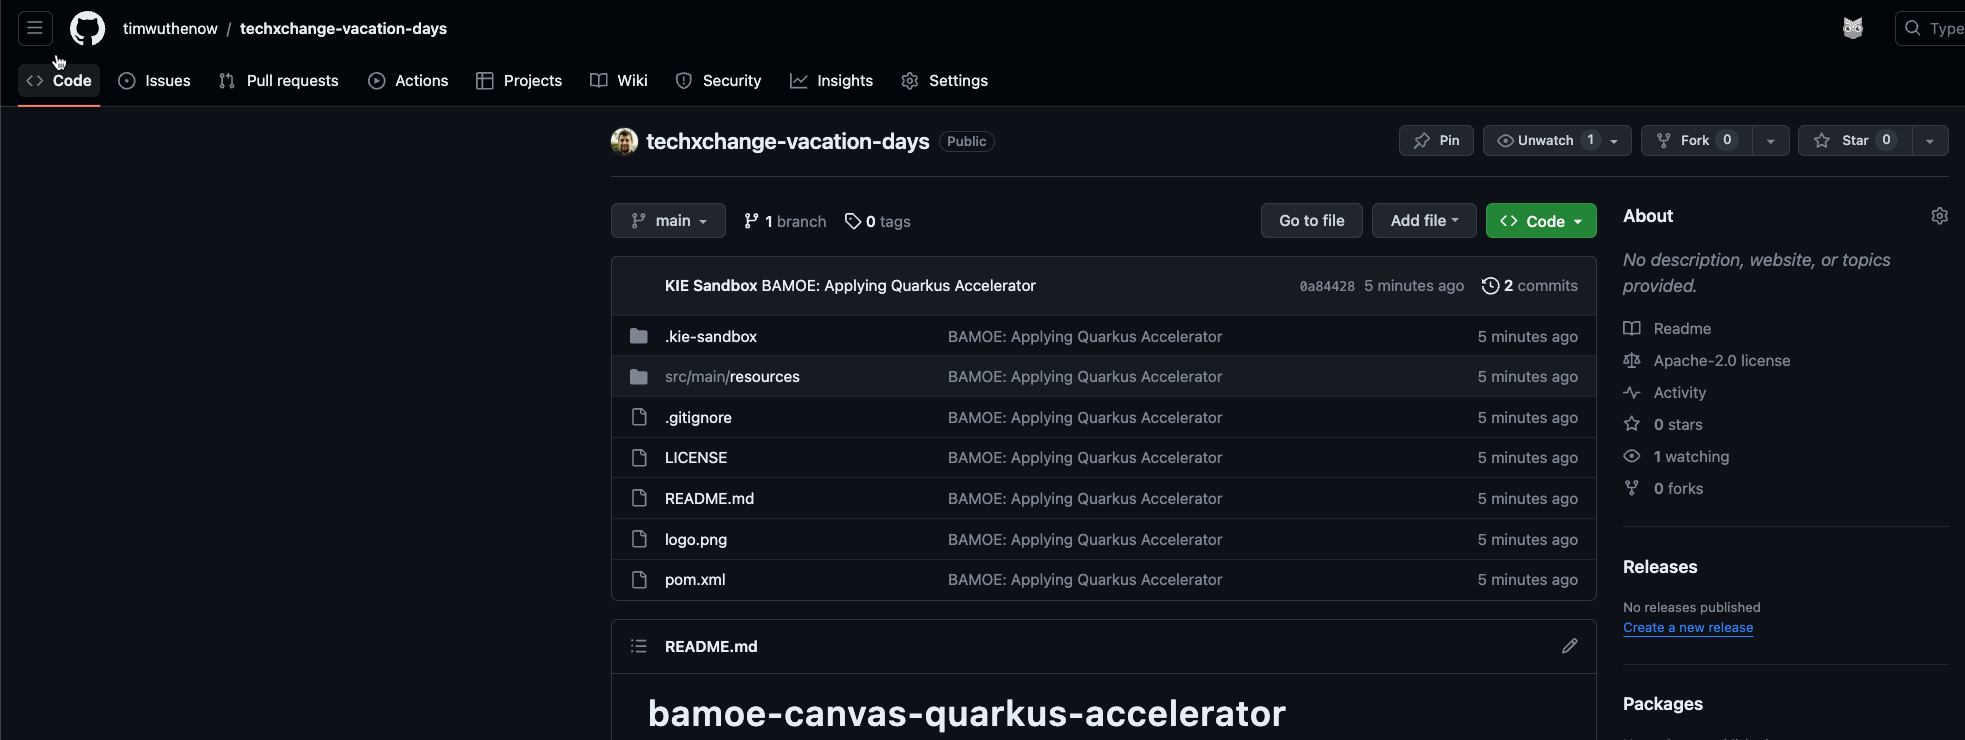 timwuthenow / techxchange-vacation-days
Type
Code Issues Pull requests Actions Projects Wiki Security Insights Settings
techxchange-vacation-days Public
Pin Unwatch 1 Fork 0 Star 0
main 1 branch 0 tags Go to file Add file Code
KIE Sandbox BAMOE: Applying Quarkus Accelerator 0a84428 5 minutes ago 2 commits
.kie-sandbox BAMOE: Applying Quarkus Accelerator 5 minutes ago
src/main/resources BAMOE: Applying Quarkus Accelerator 5 minutes ago
.gitignore BAMOE: Applying Quarkus Accelerator 5 minutes ago
LICENSE BAMOE: Applying Quarkus Accelerator 5 minutes ago
README.md BAMOE: Applying Quarkus Accelerator 5 minutes ago
logo.png BAMOE: Applying Quarkus Accelerator 5 minutes ago
pom.xml BAMOE: Applying Quarkus Accelerator 5 minutes ago
README.md
bamoe-canvas-quarkus-accelerator
About
No description, website, or topics
provided.
Readme
Apache-2.0 license
Activity
0 stars
1 watching
0 forks
Releases
No releases published
Create a new release
Packages